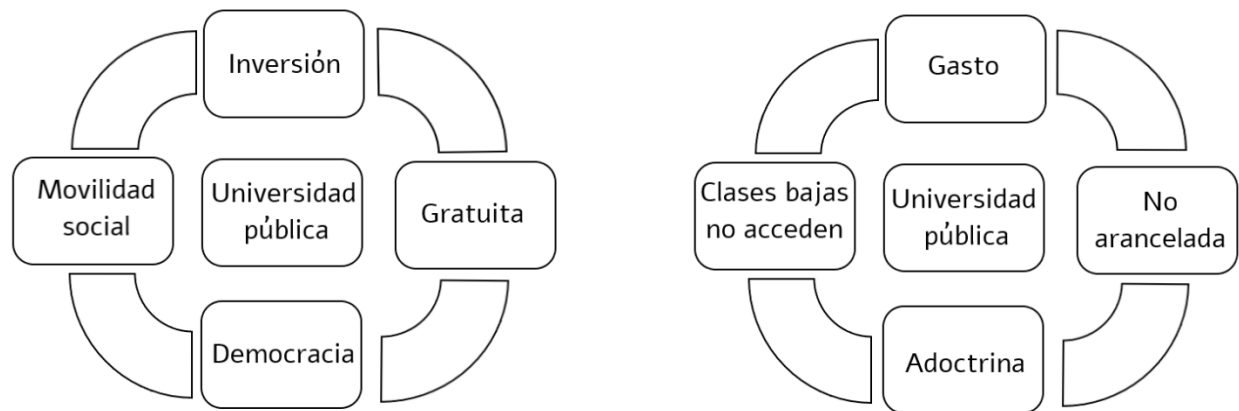 Inversión
Movilidad
social
Universidad
pública
Gratuita
Democracia
Gasto
Clases bajas
no acceden
Universidad
pública
No
arancelada
Adoctrina